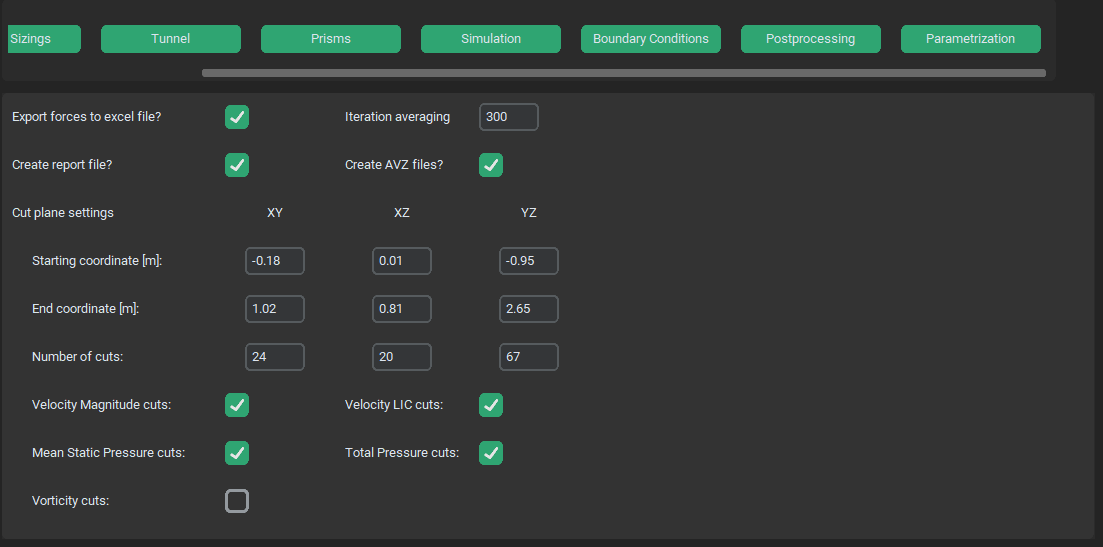 Sizings Tunnel Prisms Simulation Boundary Conditions Postprocessing Parametrization
Export forces to excel file? Iteration averaging 300
Create report file? Create AVZ files?
Cut plane settings XY XZ YZ
Starting coordinate [m]: -0.18 0.01 -0.95
End coordinate [m]: 1.02 0.81 2.65
Number of cuts: 24 20 67
Velocity Magnitude cuts: Velocity LIC cuts:
Mean Static Pressure cuts: Total Pressure cuts:
Vorticity cuts: